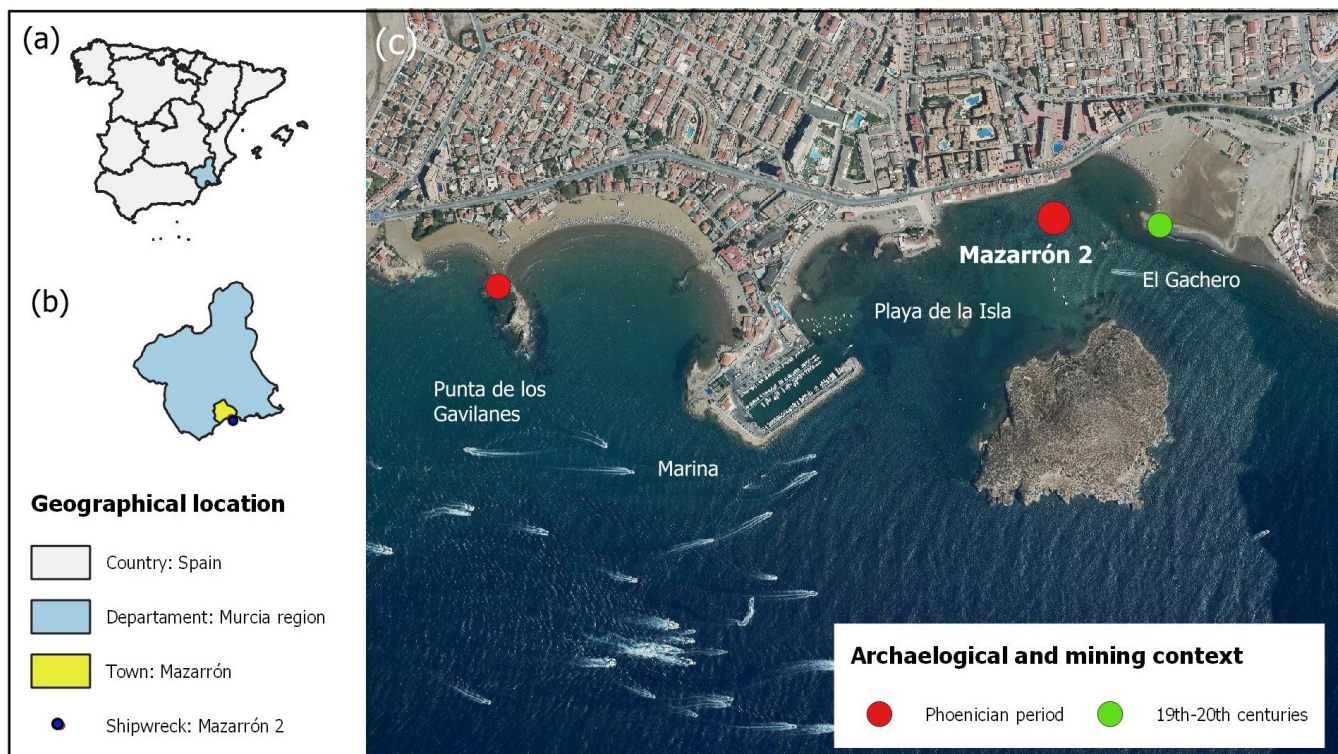 (a)
(b)
Geographical location
Country: Spain
Departament: Murcia region
Town: Mazarrón
Shipwreck: Mazarrón 2
(c)
Mazarrón 2
El Gachero
Playa de la Isla
Punta de los
Gavilanes
Marina
Archaelogical and mining context
Phoenician period
19th-20th centuries